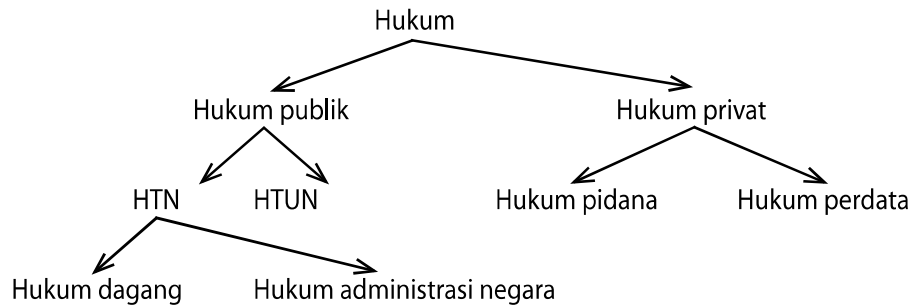 Hukum
Hukum publik
Hukum privat
HTN
HTUN
Hukum pidana
Hukum perdata
Hukum dagang
Hukum administrasi negara